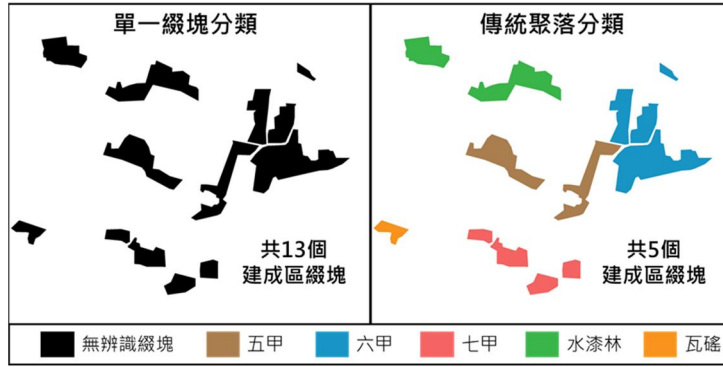 單一綴塊分類
傳統聚落分類
共13個
建成區綴塊
共5個
建成區綴塊
無辨識綴塊
五甲
六甲
七甲
水漆林
瓦磘